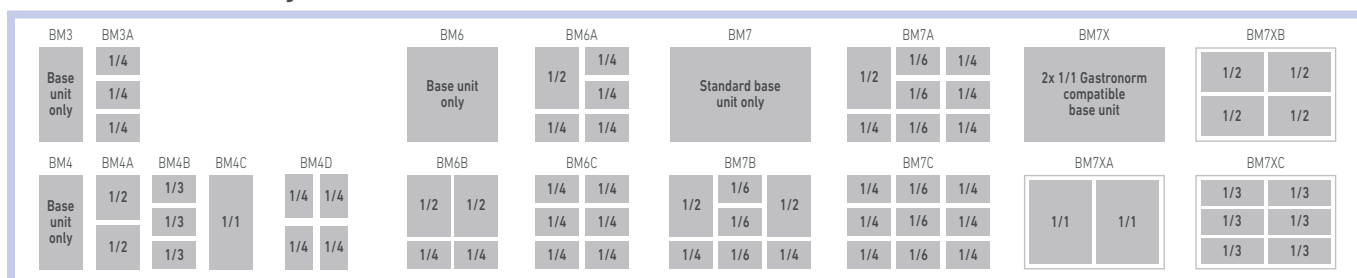 BM3 BM3A BM6 BM6A BM7 BM7A BM7X BM7XB
Base unit only
1/4
1/4
1/4
Base unit only
1/2 1/4
1/4
1/4 1/4
Standard base unit only
1/2 1/6 1/4
1/6 1/4
1/4 1/6 1/4
2x 1/1 Gastronorm compatible base unit
1/2 1/2
1/2 1/2
BM4 BM4A BM4B BM4C BM4D BM6B BM6C BM7B BM7C BM7XA BM7XC
Base unit only
1/2
1/2
1/3
1/3
1/3
1/1
1/4 1/4
1/4 1/4
1/2 1/2
1/4 1/4
1/4 1/4
1/4 1/4
1/4 1/4
1/2 1/6 1/2
1/6
1/4 1/6 1/4
1/4 1/6 1/4
1/4 1/6 1/4
1/4 1/6 1/4
1/1 1/1
1/3 1/3
1/3 1/3
1/3 1/3